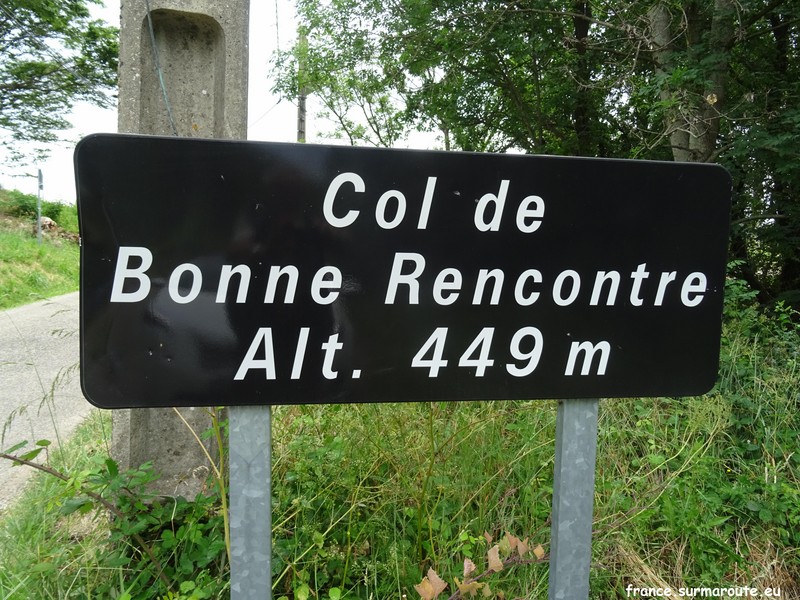 Col de
Bonne Rencontre
Alt. 449 m
france.surmaroute.eu